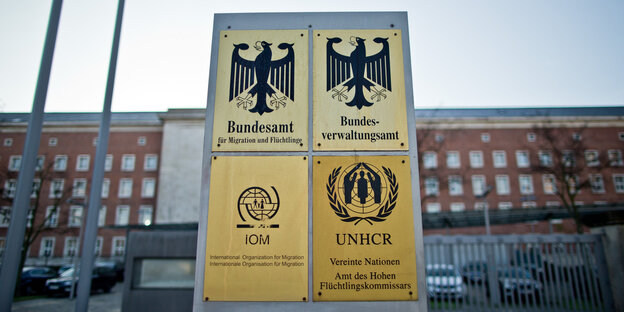 Bundesamt
für Migration und Flüchtlinge
Bundes-
verwaltungsamt
IOM
International Organization for Migration
Internationale Organisation für Migration
UNHCR
Vereinte Nationen
Amt des Hohen
Flüchtlingskommissars